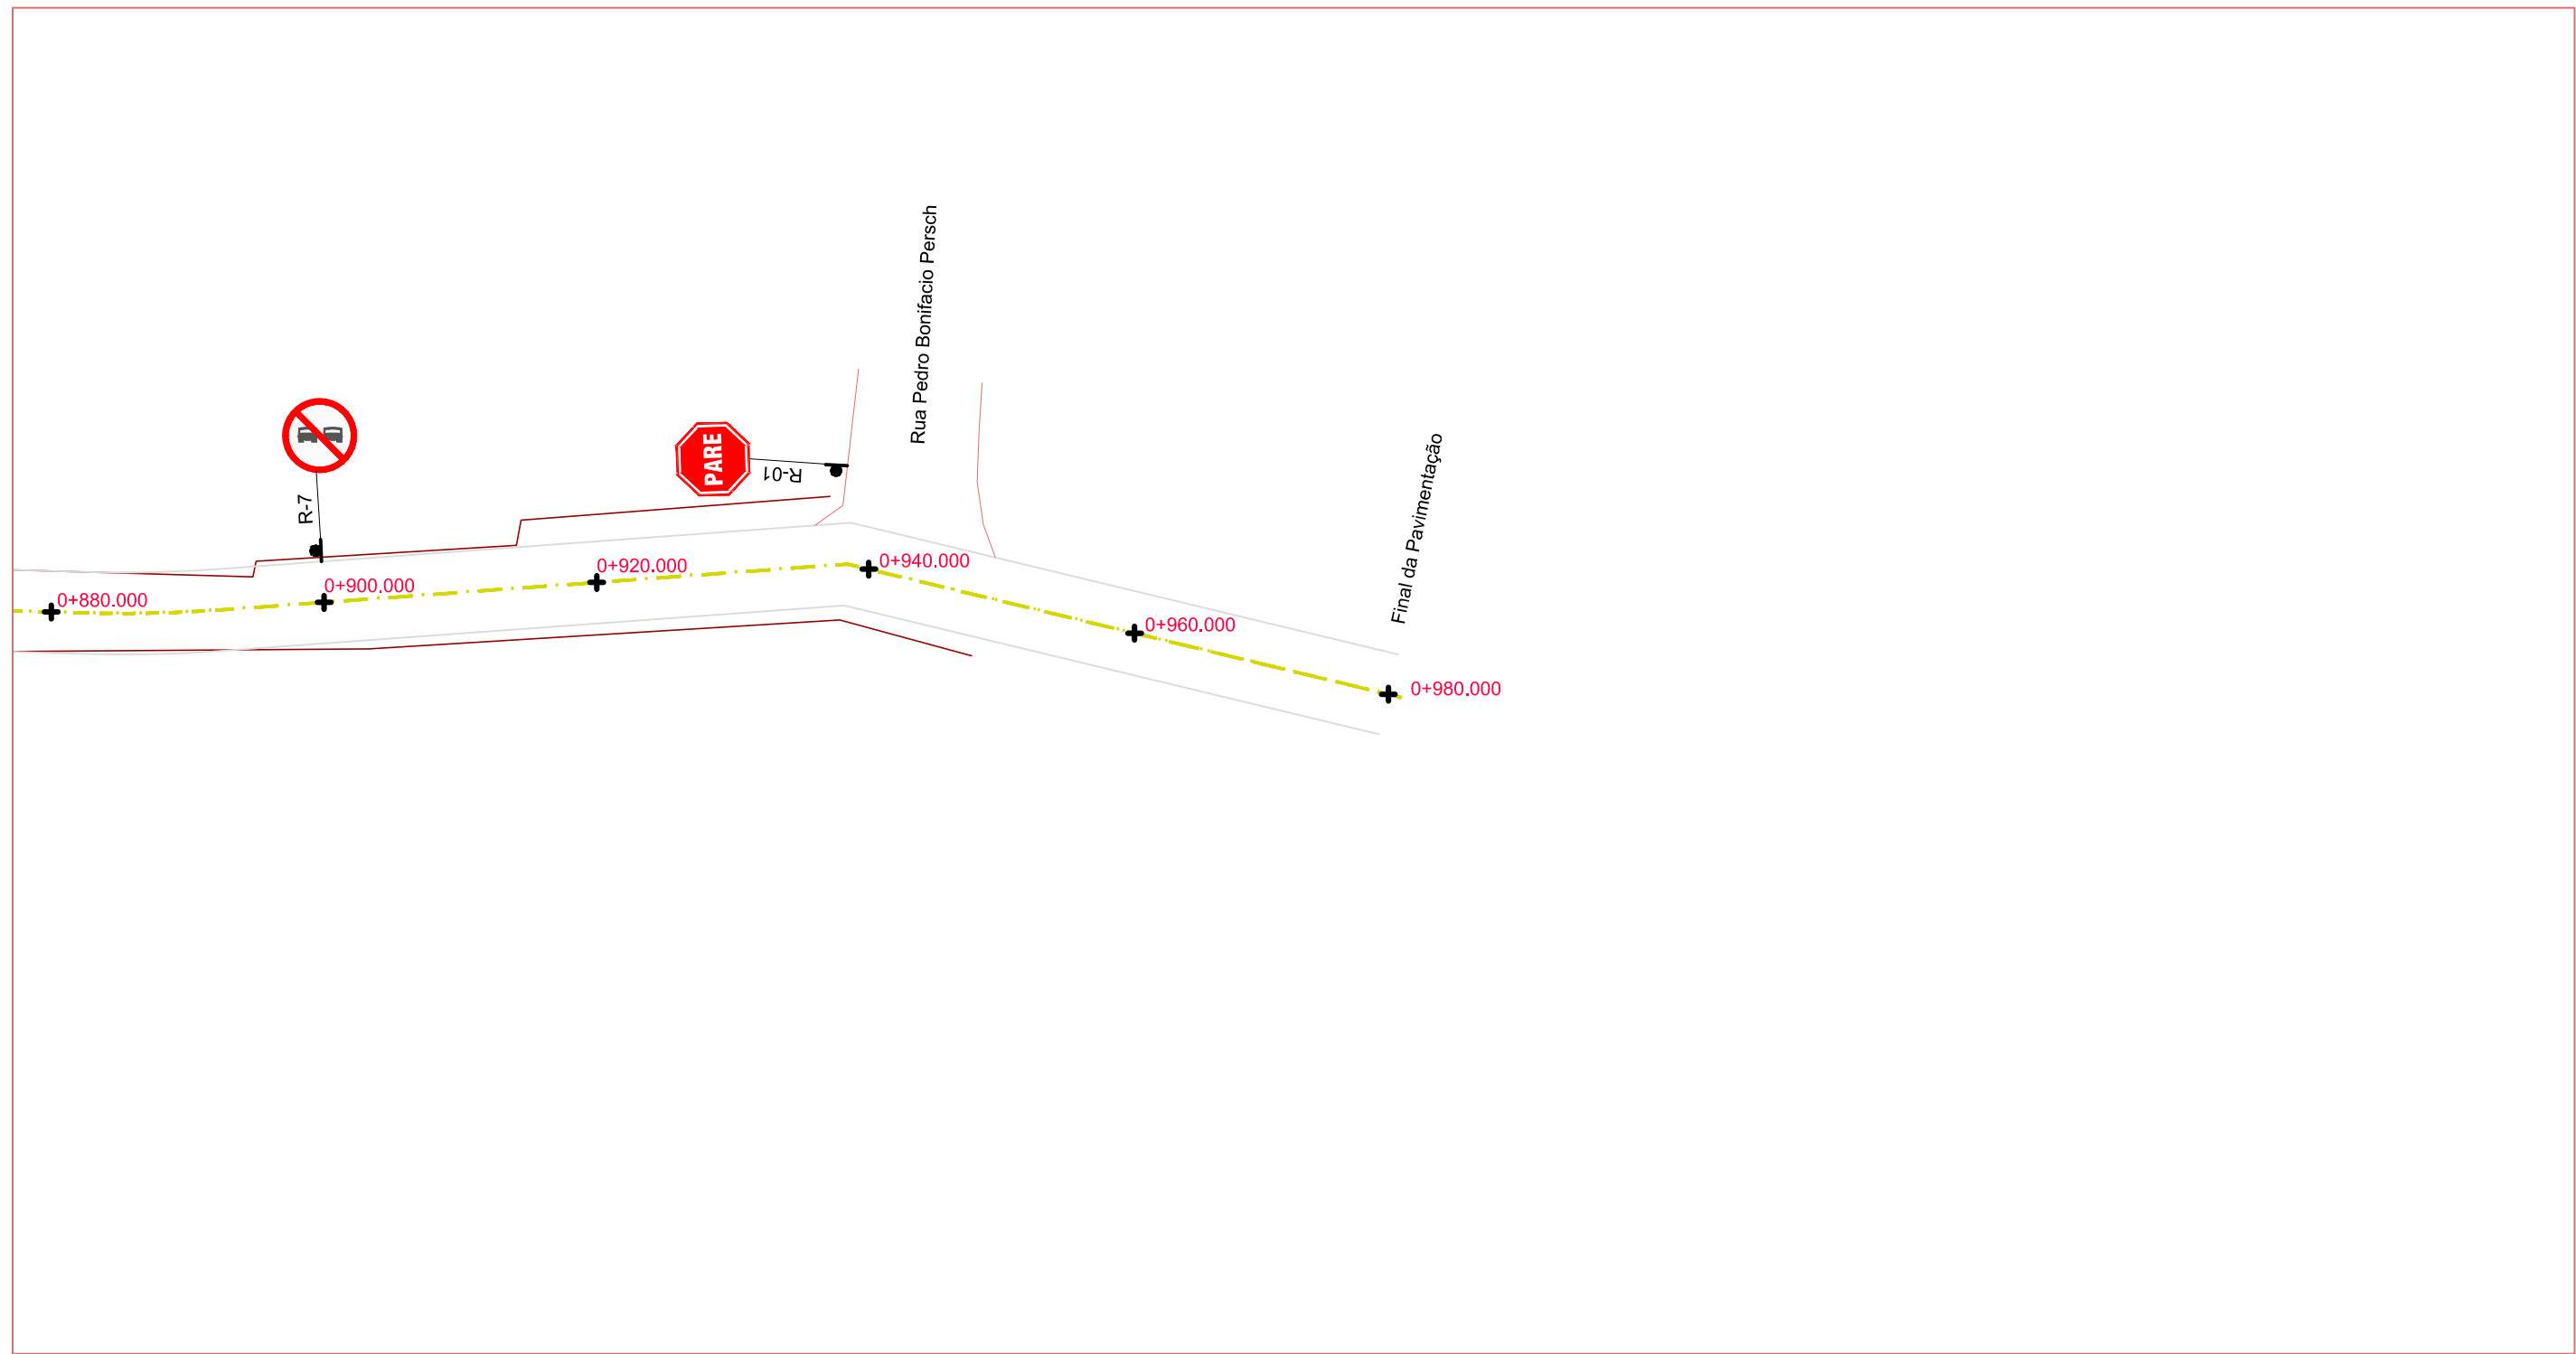 Rua Pedro Bonifacio Persch
PARE
R-01
R-7
Final da Pavimentação
0+880.000
0+900.000
0+920.000
0+940.000
0+960.000
0+980.000